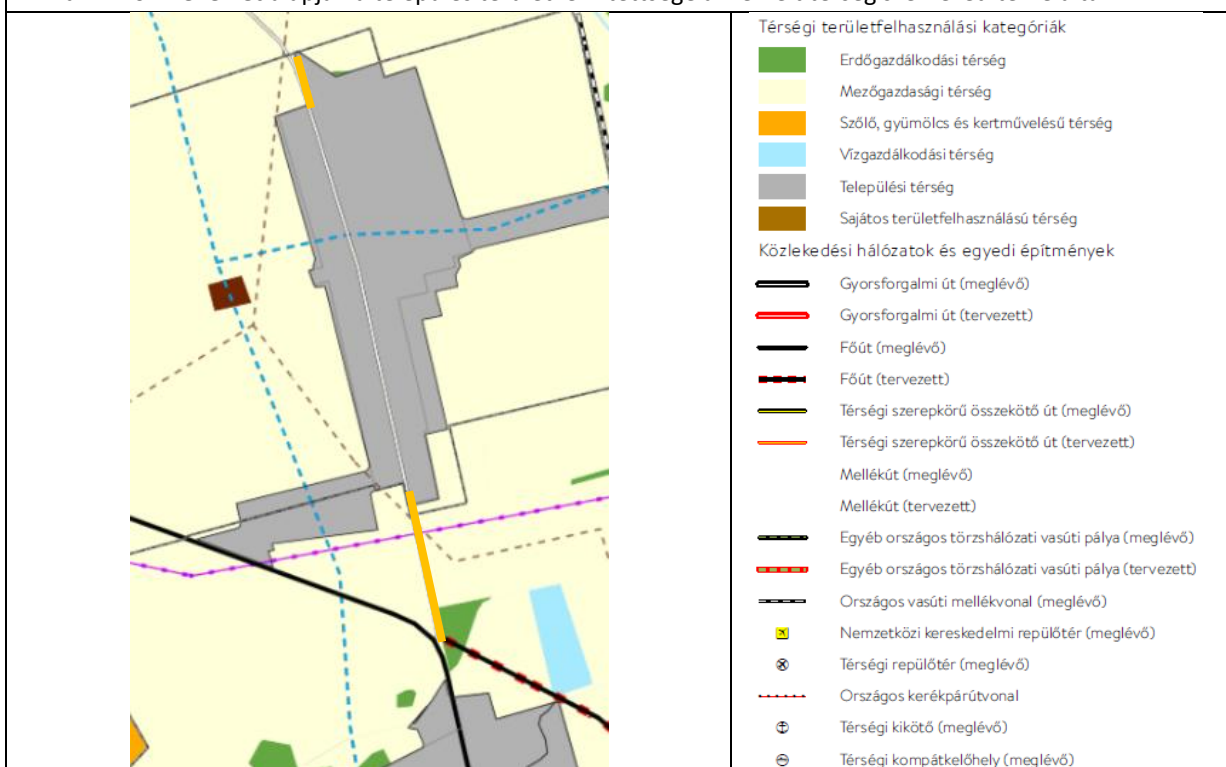 Térségi területfelhasználási kategóriák
Erdőgazdálkodási térség
Mezőgazdasági térség
Szőlő, gyümölcs és kertművelésű térség
Vízgazdálkodási térség
Települési térség
Sajátos területfelhasználású térség
Közlekedési hálózatok és egyedi építmények
Gyorsforgalmi út (meglévő)
Gyorsforgalmi út (tervezett)
Főút (meglévő)
Főút (tervezett)
Térségi szerepkörű összekötő út (meglévő)
Térségi szerepkörű összekötő út (tervezett)
Mellékút (meglévő)
Mellékút (tervezett)
Egyéb országos törzshálózati vasúti pálya (meglévő)
Egyéb országos törzshálózati vasúti pálya (tervezett)
Országos vasúti mellékvonal (meglévő)
Nemzetközi kereskedelmi repülőtér (meglévő)
Térségi repülőtér (meglévő)
Országos kerékpárútvonal
Térségi kikötő (meglévő)
Térségi kompátkelőhely (meglévő)